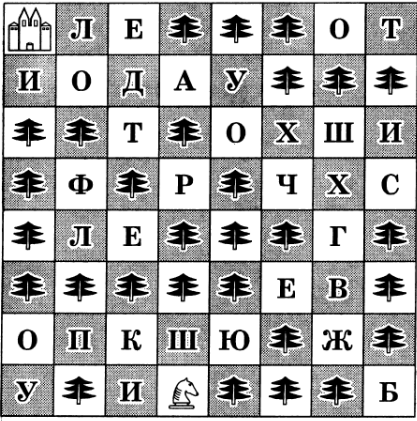 Л Е О Т
И О Д А У
Т О Х Ш И
Ф Р Ч Х С
Л Е Г
Е В
О П К Ш Ю Ж
У И Б